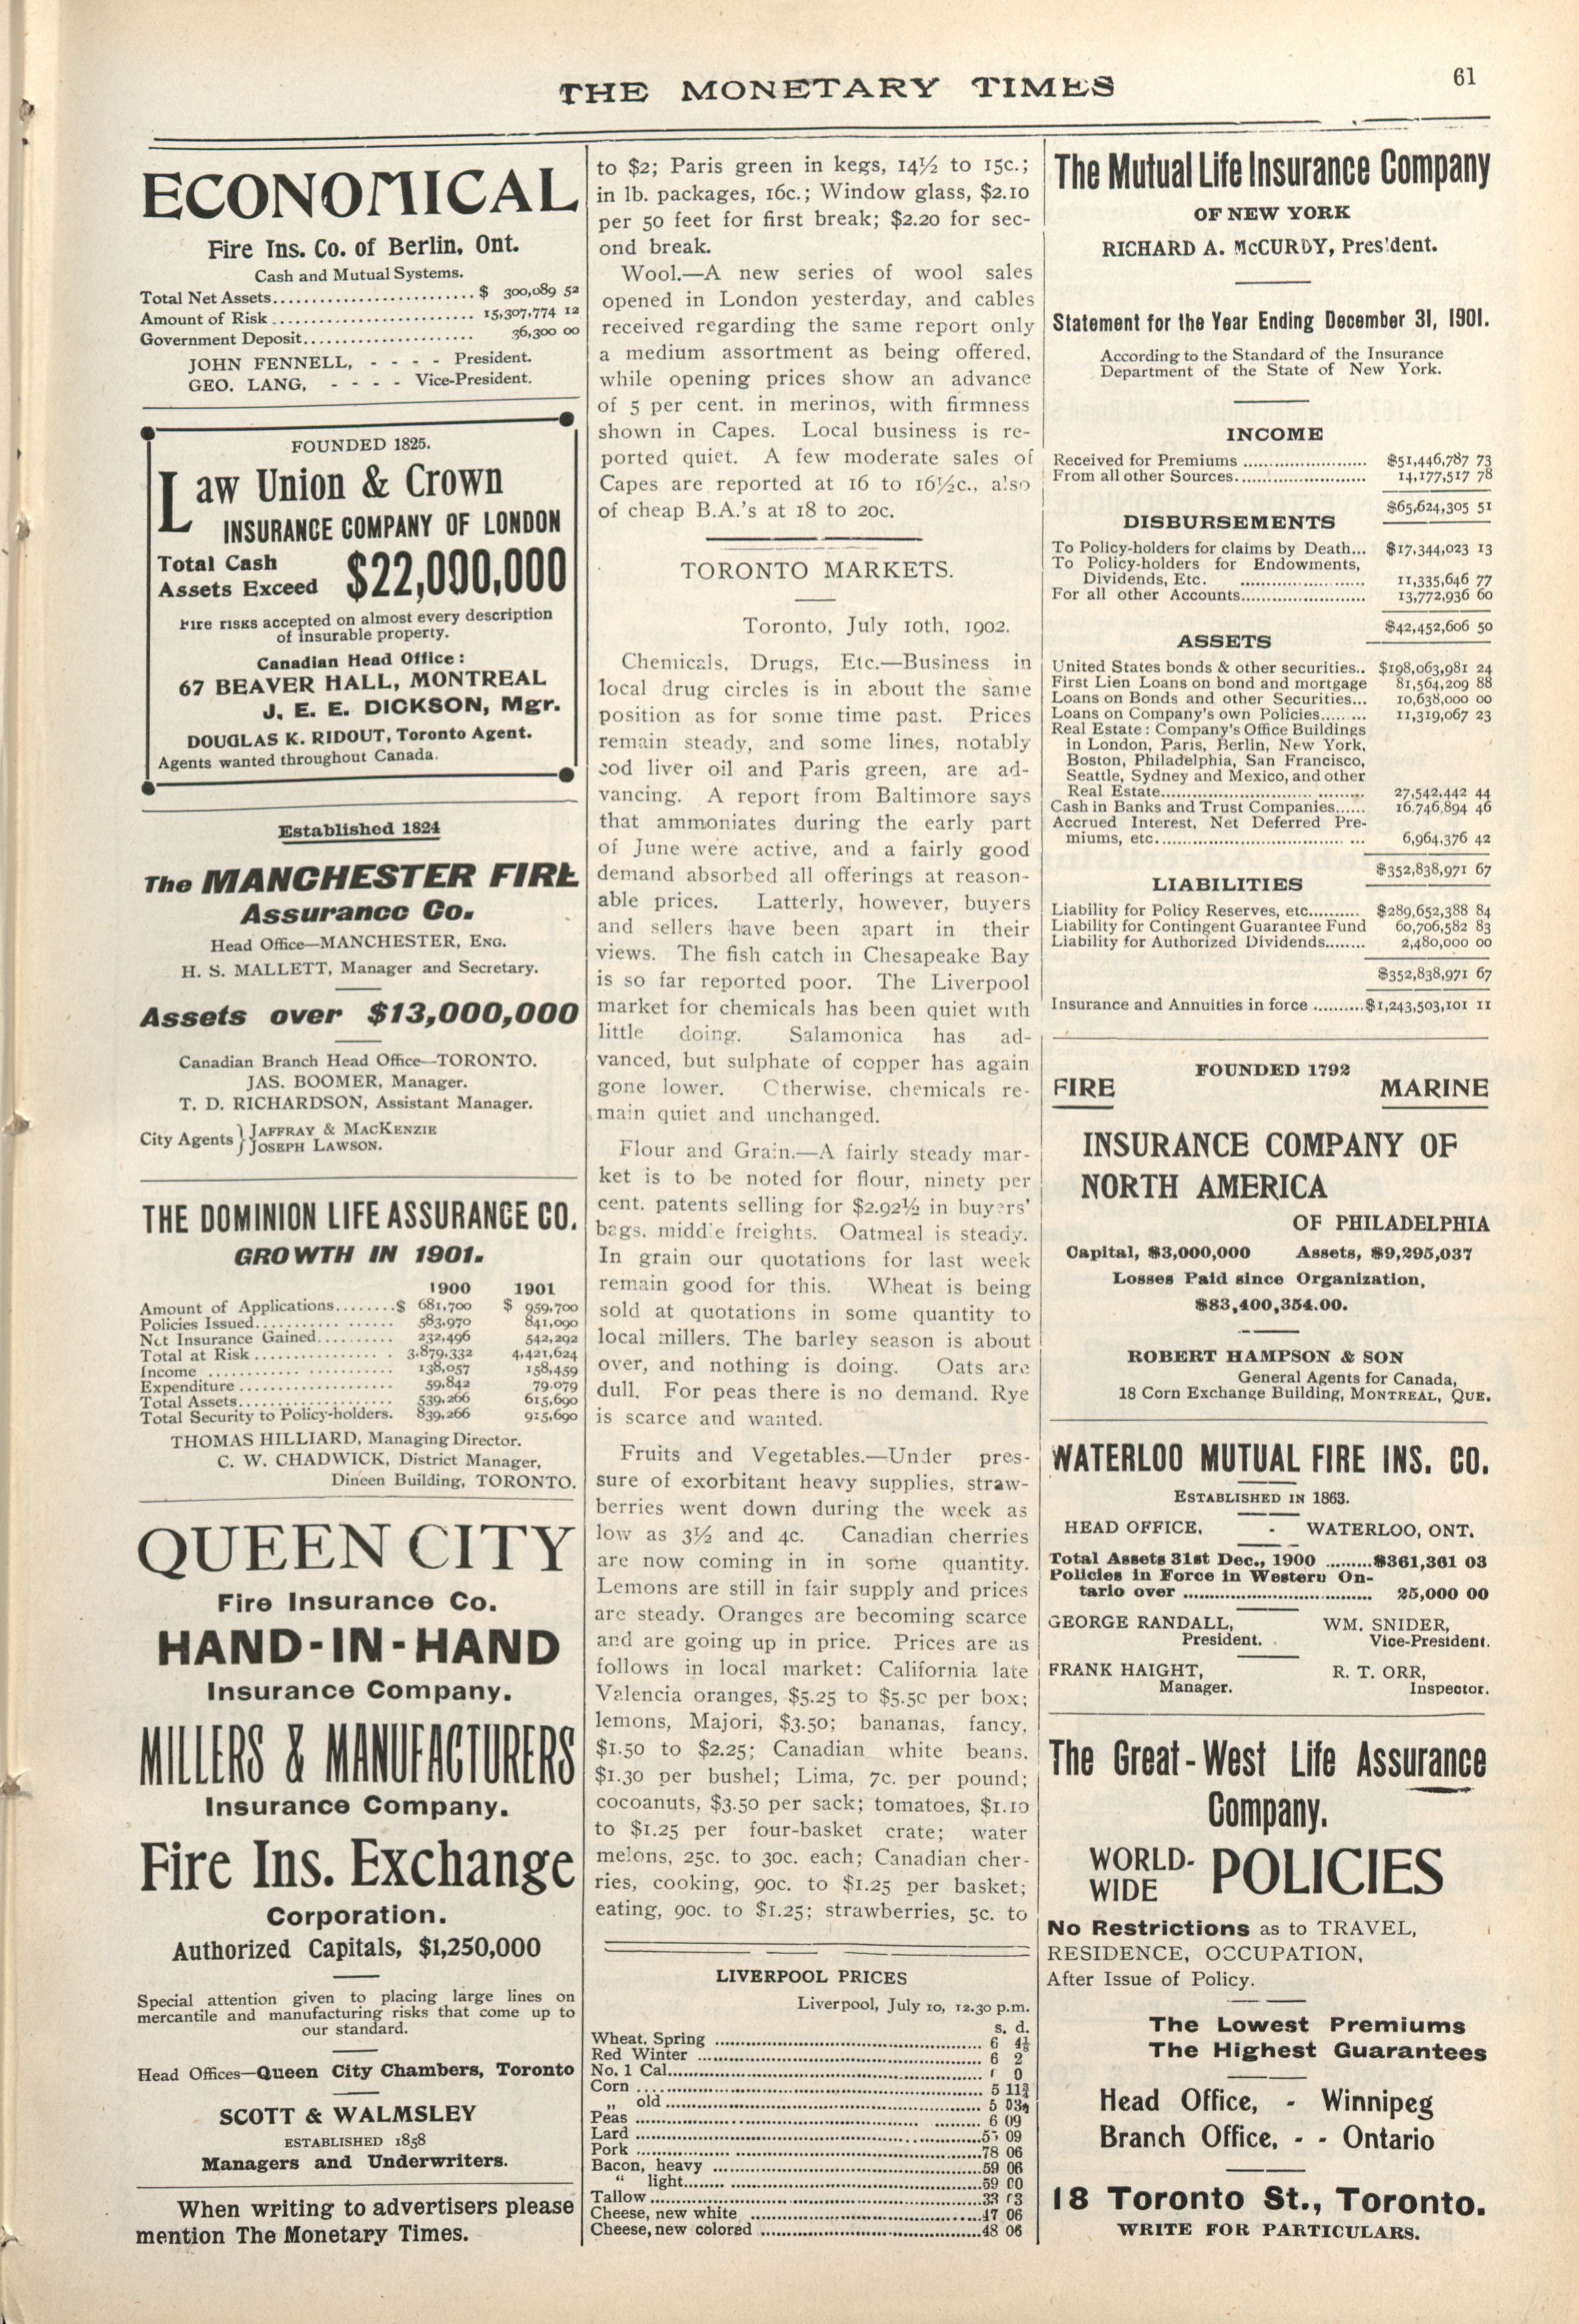 THE MONETARY TIMES
61
ECONOMICAL
Fire Ins. Co. of Berlin, Ont.
Cash and Mutual Systems.
Total Net Assets.......................... $ 300,089 52
Amount of Risk .......................... 15,307,774 12
Government Deposit...................... 36,300 00
JOHN FENNELL, - - - - President.
GEO. LANG, - - - - Vice-President.
FOUNDED 1825.
Law Union & Crown
INSURANCE COMPANY OF LONDON
Total Cash
Assets Exceed $22,000,000
Fire risks accepted on almost every description
of insurable property.
Canadian Head Office :
67 BEAVER HALL, MONTREAL
J. E. E. DICKSON, Mgr.
DOUGLAS K. RIDOUT, Toronto Agent.
Agents wanted throughout Canada.
Established 1824
The MANCHESTER FIRE
Assurance Co.
Head Office—MANCHESTER, ENG.
H. S. MALLETT, Manager and Secretary.
Assets over $13,000,000
Canadian Branch Head Office—TORONTO.
JAS. BOOMER, Manager.
T. D. RICHARDSON, Assistant Manager.
City Agents } JAFFRAY & MACKENZIE
JOSEPH LAWSON.
THE DOMINION LIFE ASSURANCE CO.
GROWTH IN 1901.
1900 1901
Amount of Applications........$ 681,700 $ 959,700
Policies Issued................. 583,970 841,090
Net Insurance Gained.......... 232,496 542,292
Total at Risk ................. 3,879,332 4,421,624
Income ....................... 138,057 158,459
Expenditure .................... 59,842 79,079
Total Assets.................... 539,266 615,690
Total Security to Policy-holders. 839,266 915,690
THOMAS HILLIARD, Managing Director.
C. W. CHADWICK, District Manager,
Dineen Building, TORONTO.
QUEEN CITY
Fire Insurance Co.
HAND-IN-HAND
Insurance Company.
MILLERS & MANUFACTURERS
Insurance Company.
Fire Ins. Exchange
Corporation.
Authorized Capitals, $1,250,000
Special attention given to placing large lines on
mercantile and manufacturing risks that come up to
our standard.
Head Offices—Queen City Chambers, Toronto
SCOTT & WALMSLEY
ESTABLISHED 1858
Managers and Underwriters.
When writing to advertisers please
mention The Monetary Times.
to $2; Paris green in kegs, 14½ to 15c.;
in lb. packages, 16c.; Window glass, $2.10
per 50 feet for first break; $2.20 for sec-
ond break.
Wool.—A new series of wool sales
opened in London yesterday, and cables
received regarding the same report only
a medium assortment as being offered,
while opening prices show an advance
of 5 per cent. in merinos, with firmness
shown in Capes. Local business is re-
ported quiet. A few moderate sales of
Capes are reported at 16 to 16½c., also
of cheap B.A.'s at 18 to 20c.
TORONTO MARKETS.
Toronto, July 10th, 1902.
Chemicals, Drugs, Etc.—Business in
local drug circles is in about the same
position as for some time past. Prices
remain steady, and some lines, notably
cod liver oil and Paris green, are ad-
vancing. A report from Baltimore says
that ammoniates during the early part
of June were active, and a fairly good
demand absorbed all offerings at reason-
able prices. Latterly, however, buyers
and sellers have been apart in their
views. The fish catch in Chesapeake Bay
is so far reported poor. The Liverpool
market for chemicals has been quiet with
little doing. Salamonica has ad-
vanced, but sulphate of copper has again
gone lower. Otherwise, chemicals re-
main quiet and unchanged.
Flour and Grain.—A fairly steady mar-
ket is to be noted for flour, ninety per
cent. patents selling for $2.92½ in buyers'
bags, middle freights. Oatmeal is steady.
In grain our quotations for last week
remain good for this. Wheat is being
sold at quotations in some quantity to
local millers. The barley season is about
over, and nothing is doing. Oats are
dull. For peas there is no demand. Rye
is scarce and wanted.
Fruits and Vegetables.—Under pres-
sure of exorbitant heavy supplies, straw-
berries went down during the week as
low as 3½ and 4c. Canadian cherries
are now coming in in some quantity.
Lemons are still in fair supply and prices
are steady. Oranges are becoming scarce
and are going up in price. Prices are as
follows in local market: California late
Valencia oranges, $5.25 to $5.50 per box;
lemons, Majori, $3.50; bananas, fancy,
$1.50 to $2.25; Canadian white beans,
$1.30 per bushel; Lima, 7c. per pound;
cocoanuts, $3.50 per sack; tomatoes, $1.10
to $1.25 per four-basket crate; water
melons, 25c. to 30c. each; Canadian cher-
ries, cooking, 90c. to $1.25 per basket;
eating, 90c. to $1.25; strawberries, 5c. to
LIVERPOOL PRICES
Liverpool, July 10, 12.30 p.m.
s. d.
Wheat, Spring ........................ 6 4½
Red Winter ........................ 6 2
No. 1 Cal........................ 0
Corn ........................ 5 11¾
„ old ........................ 5
Peas ........................ 6 09
Lard ........................ 09
Pork ........................ 78 06
Bacon, heavy ........................ 59 06
“ light........................ 59 00
Tallow ........................ 33
Cheese, new white ........................ 47 06
Cheese, new colored ........................ 48 06
The Mutual Life Insurance Company
OF NEW YORK
RICHARD A. McCURDY, President.
Statement for the Year Ending December 31, 1901.
According to the Standard of the Insurance
Department of the State of New York.
INCOME
Received for Premiums ........................ $51,446,787 73
From all other Sources........................ 14,177,517 78
$65,624,305 51
DISBURSEMENTS
To Policy-holders for claims by Death... $17,344,023 13
To Policy-holders for Endowments,
Dividends, Etc. ........................ 11,335,646 77
For all other Accounts........................ 13,772,936 60
$42,452,606 50
ASSETS
United States bonds & other securities.. $198,063,981 24
First Lien Loans on bond and mortgage 81,564,209 88
Loans on Bonds and other Securities... 10,638,000 00
Loans on Company's own Policies......... 11,319,067 23
Real Estate : Company's Office Buildings
in London, Paris, Berlin, New York,
Boston, Philadelphia, San Francisco,
Seattle, Sydney and Mexico, and other
Real Estate........................ 27,542,442 44
Cash in Banks and Trust Companies...... 16,746,894 46
Accrued Interest, Net Deferred Pre-
miums, etc......................... 6,964,376 42
$352,838,971 67
LIABILITIES
Liability for Policy Reserves, etc.......... $289,652,388 84
Liability for Contingent Guarantee Fund 60,706,582 83
Liability for Authorized Dividends........ 2,480,000 00
$352,838,971 67
Insurance and Annuities in force ..........$1,243,503,101 11
FOUNDED 1792
FIRE MARINE
INSURANCE COMPANY OF
NORTH AMERICA
OF PHILADELPHIA
Capital, $3,000,000 Assets, $9,295,037
Losses Paid since Organization,
$83,400,354.00.
ROBERT HAMPSON & SON
General Agents for Canada,
18 Corn Exchange Building, MONTREAL, QUE.
WATERLOO MUTUAL FIRE INS. CO.
ESTABLISHED IN 1863.
HEAD OFFICE, - WATERLOO, ONT.
Total Assets 31st Dec., 1900 .........$361,361 03
Policies in Force in Western On-
tario over ........................ 25,000 00
GEORGE RANDALL, WM. SNIDER,
President. Vice-President.
FRANK HAIGHT, R. T. ORR,
Manager. Inspector.
The Great-West Life Assurance
Company.
WORLD-
WIDE POLICIES
No Restrictions as to TRAVEL,
RESIDENCE, OCCUPATION,
After Issue of Policy.
The Lowest Premiums
The Highest Guarantees
Head Office, - Winnipeg
Branch Office, - - Ontario
18 Toronto St., Toronto.
WRITE FOR PARTICULARS.